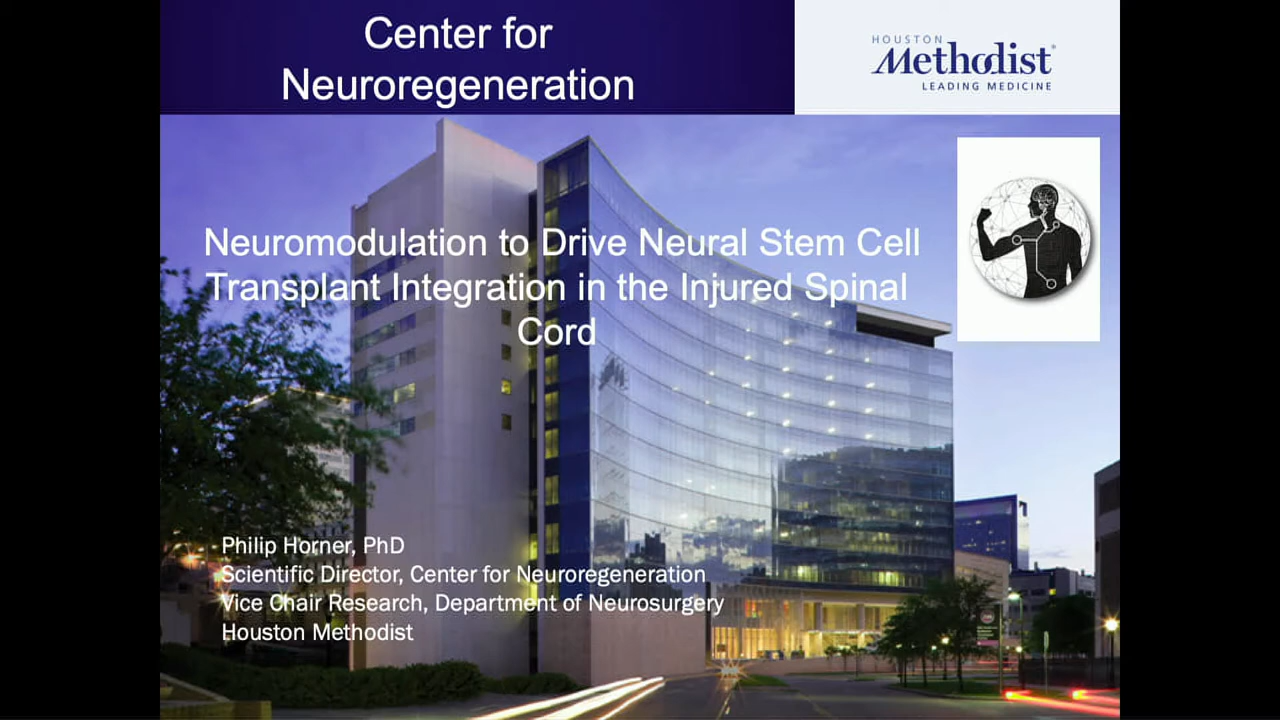 Center for
Neuroregeneration
HOUSTON
Methodist
LEADING MEDICINE
Neuromodulation to Drive Neural Stem Cell
Transplant Integration in the Injured Spinal
Cord
Philip Horner, PhD
Scientific Director, Center for Neuroregeneration
Vice Chair Research, Department of Neurosurgery
Houston Methodist